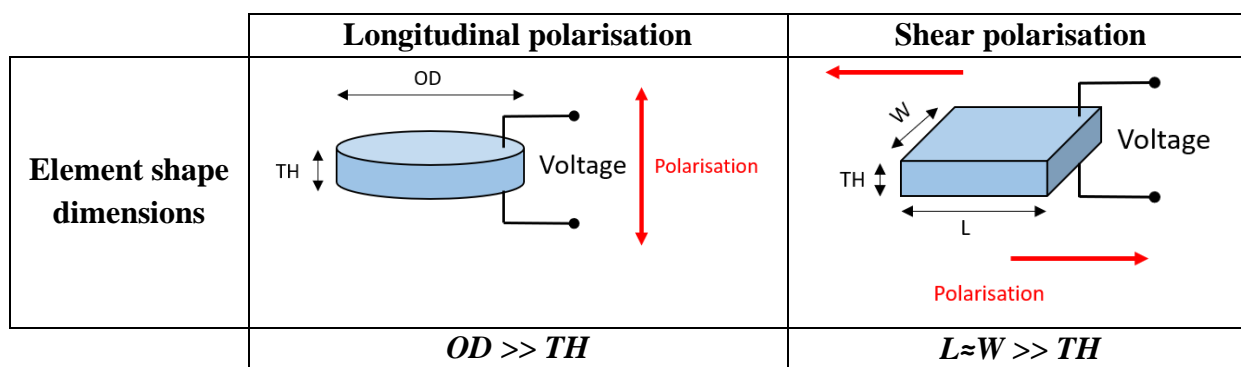 Longitudinal polarisation
Shear polarisation
Element shape
dimensions
OD
TH
Voltage
Polarisation
W
TH
L
Voltage
Polarisation
OD >> TH
L≈W >> TH